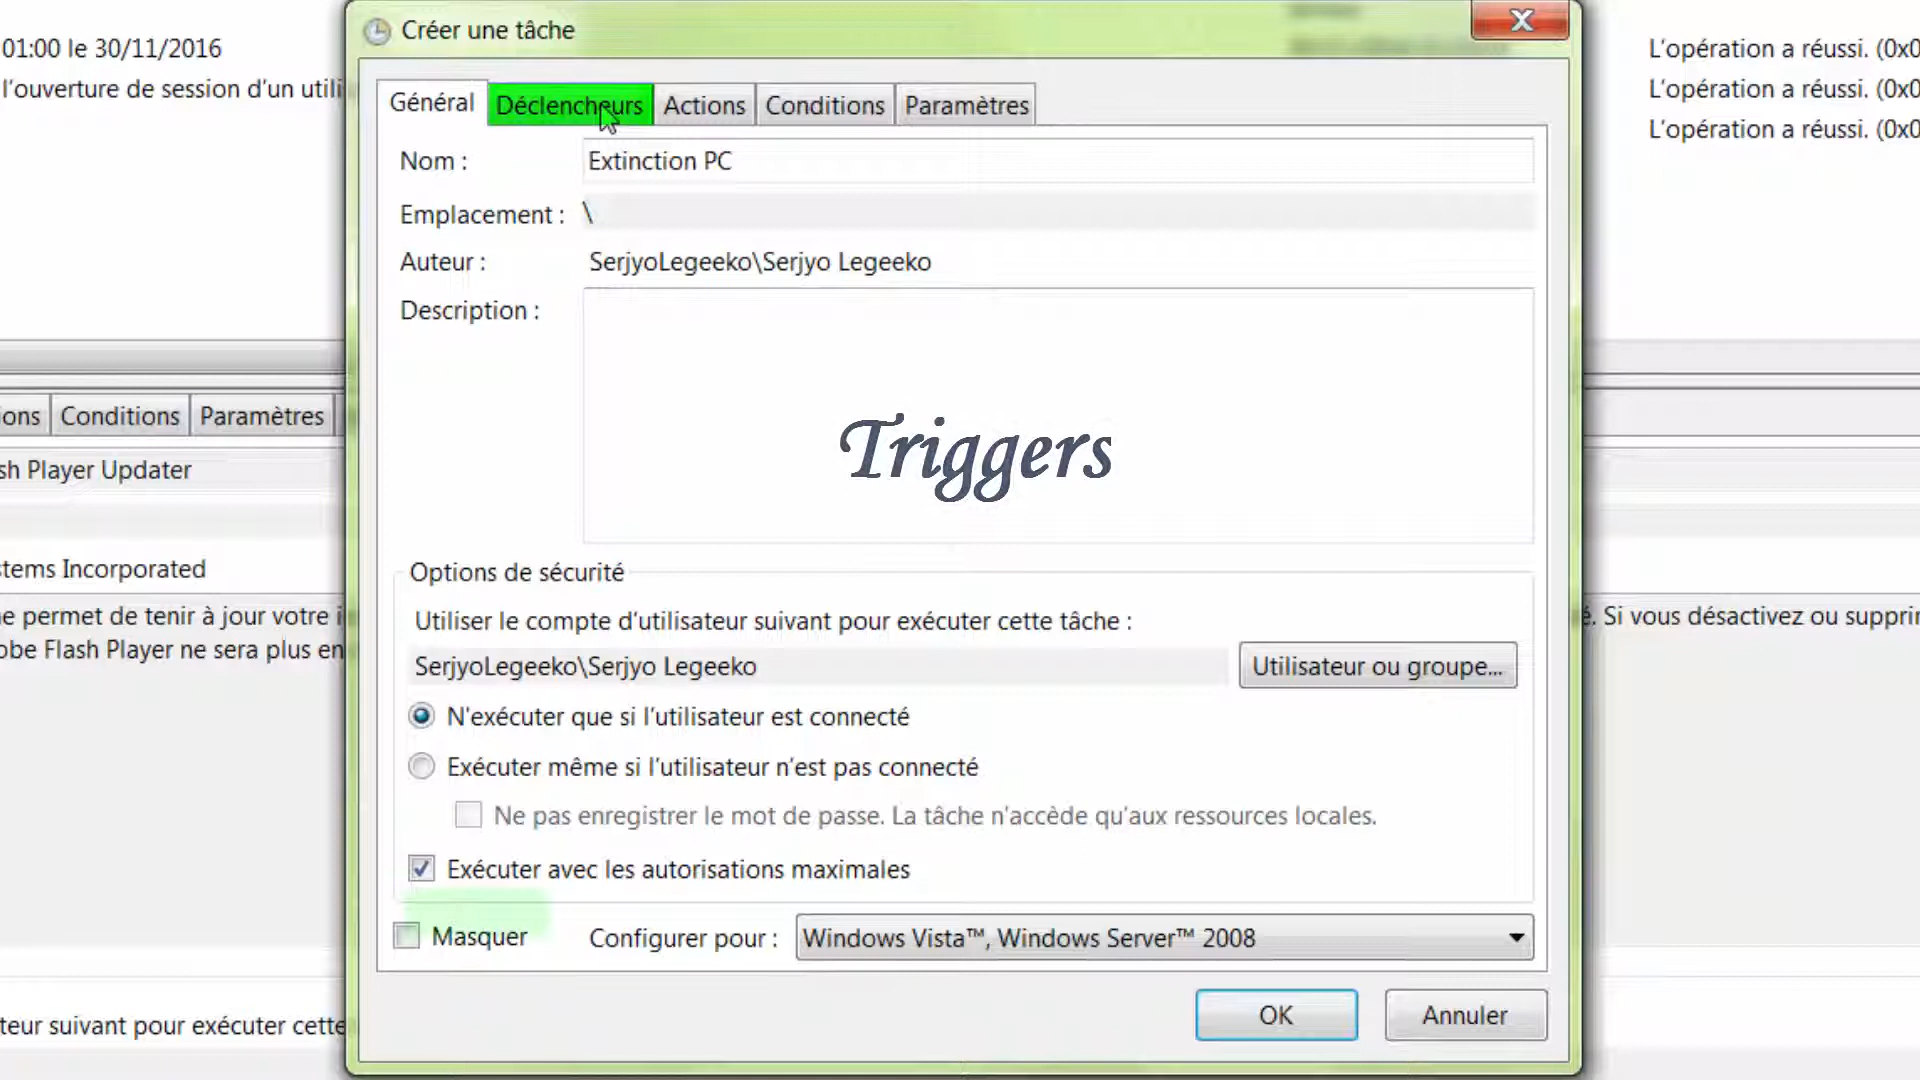 Créer une tâche
01:00 le 30/11/2016
l'ouverture de session d'un utili
L'opération a réussi. (0x0
L'opération a réussi. (0x0
L'opération a réussi. (0x0
Général Déclencheurs Actions Conditions Paramètres
Nom : Extinction PC
Emplacement : \
Auteur : SerjyoLegeeko\Serjyo Legeeko
Description :
Triggers
ions Conditions Paramètres
sh Player Updater
stems Incorporated
ne permet de tenir à jour votre i
obe Flash Player ne sera plus en
é. Si vous désactivez ou supprin
Options de sécurité
Utiliser le compte d'utilisateur suivant pour exécuter cette tâche :
SerjyoLegeeko\Serjyo Legeeko Utilisateur ou groupe...
N'exécuter que si l'utilisateur est connecté
Exécuter même si l'utilisateur n'est pas connecté
Ne pas enregistrer le mot de passe. La tâche n'accède qu'aux ressources locales.
Exécuter avec les autorisations maximales
Masquer Configurer pour : Windows Vista™, Windows Server™ 2008
OK Annuler
teur suivant pour exécuter cette